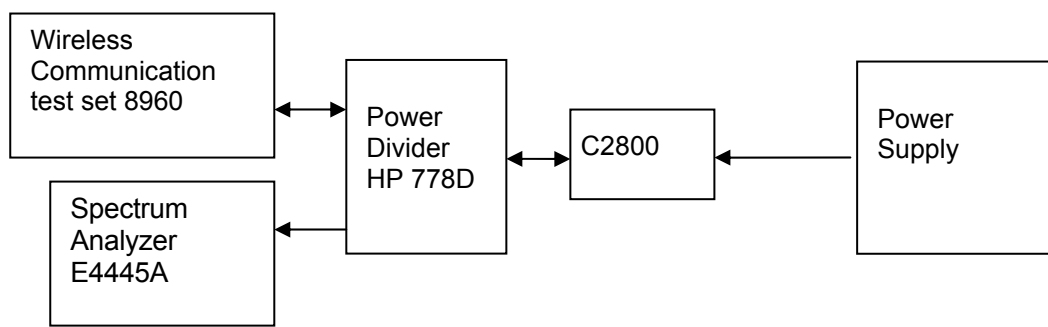 Wireless
Communication
test set 8960
Spectrum
Analyzer
E4445A
Power
Divider
HP 778D
C2800
Power
Supply